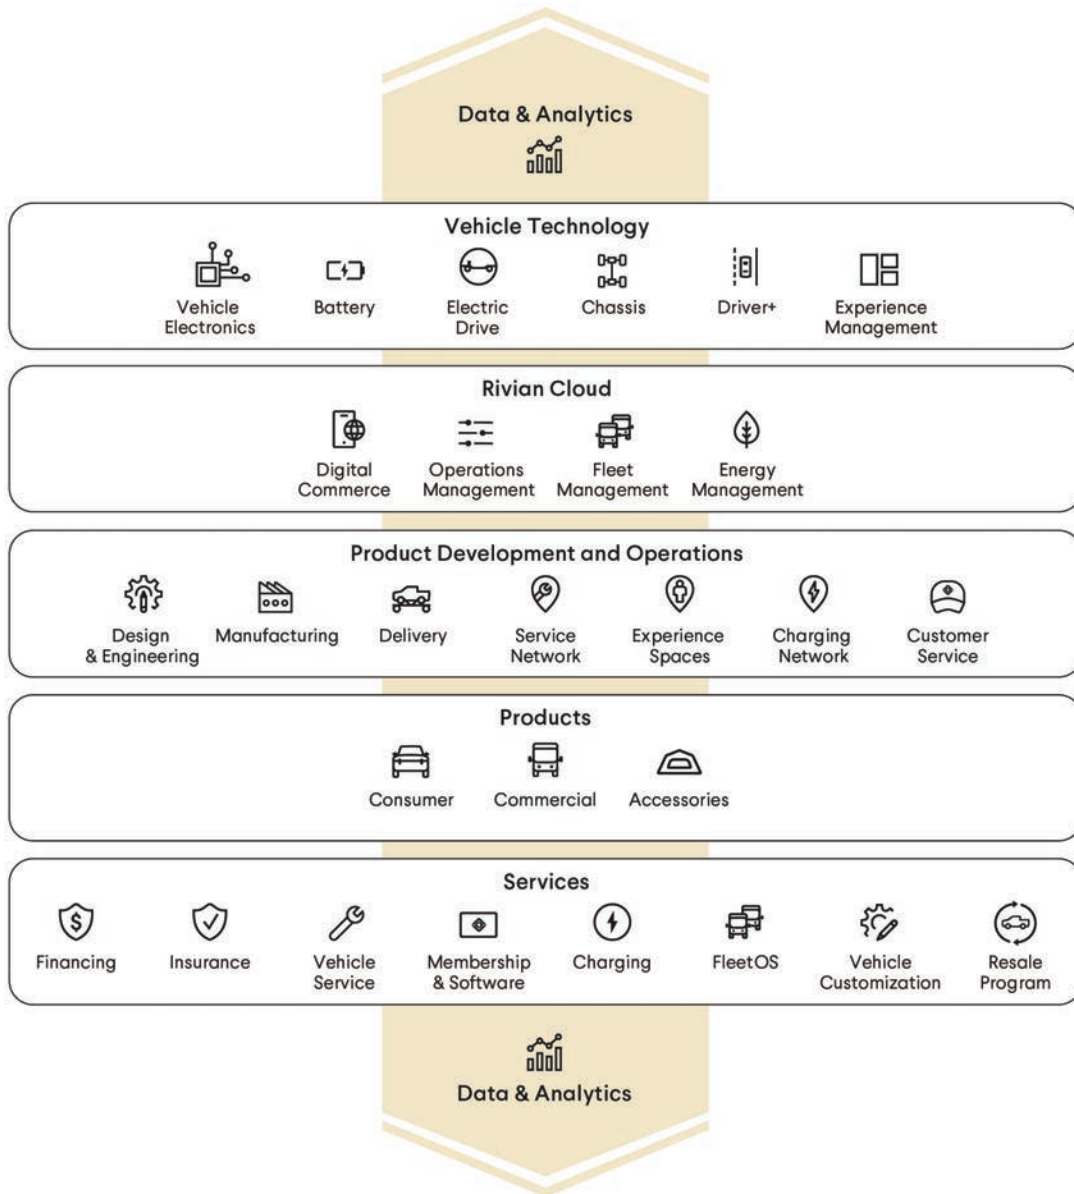 Data & Analytics
Vehicle Technology
Vehicle
Electronics
Battery
Electric
Drive
Chassis
Driver+
Experience
Management
Rivian Cloud
Digital
Commerce
Operations
Management
Fleet
Management
Energy
Management
Product Development and Operations
Design
& Engineering
Manufacturing
Delivery
Service
Network
Experience
Spaces
Charging
Network
Customer
Service
Products
Consumer
Commercial
Accessories
Services
$
Financing
Insurance
Vehicle
Service
Membership
& Software
Charging
FleetOS
Vehicle
Customization
Resale
Program
Data & Analytics